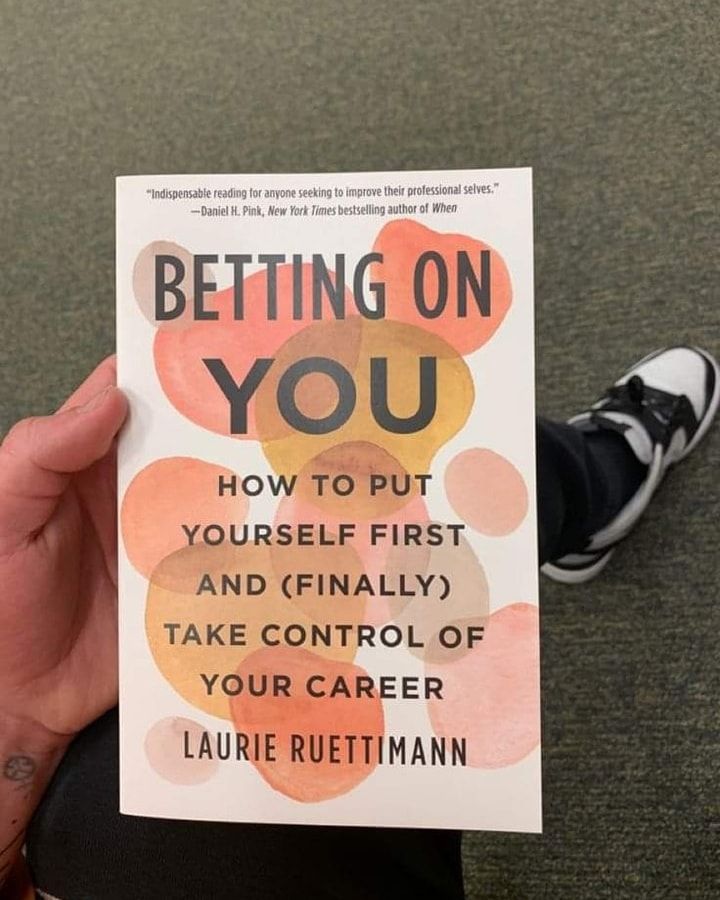 "Indispensable reading for anyone seeking to improve their professional selves."
—Daniel H. Pink, New York Times bestselling author of When
BETTING ON
YOU
HOW TO PUT
YOURSELF FIRST
AND (FINALLY)
TAKE CONTROL OF
YOUR CAREER
LAURIE RUETTIMANN